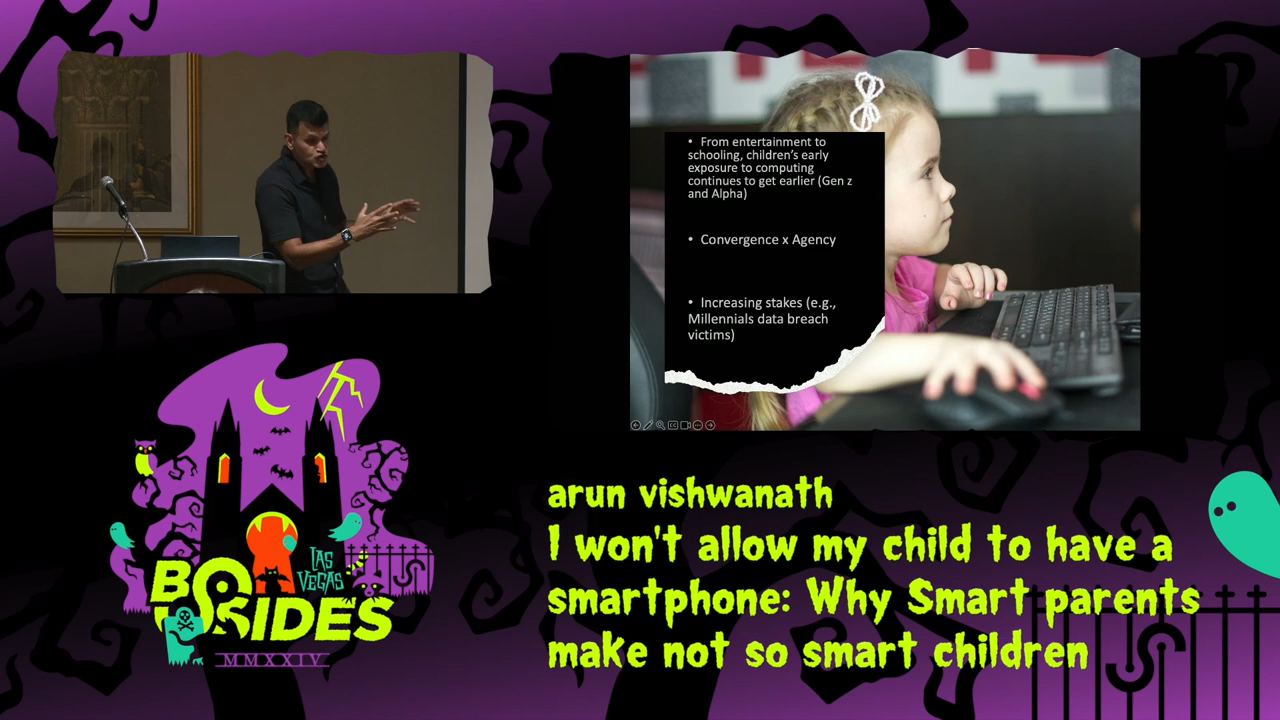 • From entertainment to
schooling, children's early
exposure to computing
continues to get earlier (Gen z
and Alpha)
• Convergence x Agency
• Increasing stakes (e.g.,
Millennials data breach
victims)
LAS
VEGAS
BSIDES
MMXXIV
arun vishwanath
I won't allow my child to have a
smartphone: Why Smart parents
make not so smart children